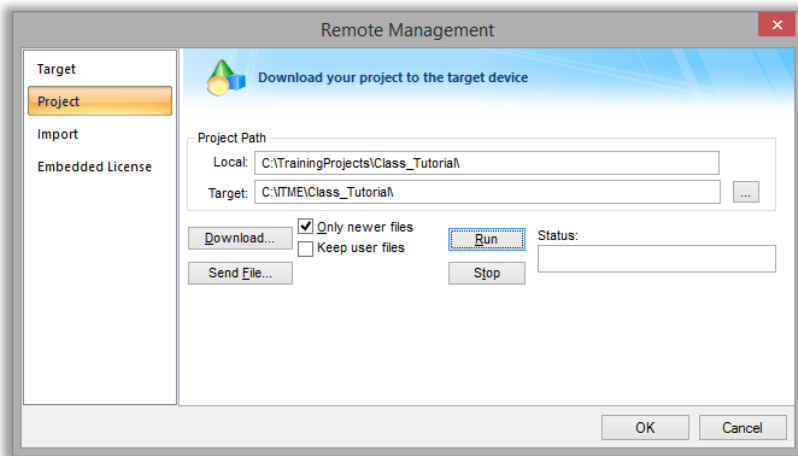 Remote Management
Target
Project
Import
Embedded License
Download your project to the target device
Project Path
Local: C:\TrainingProjects\Class_Tutorial\
Target: C:\ITME\Class_Tutorial\ ...
Download... Only newer files Run Status:
Keep user files
Send File... Stop
OK Cancel